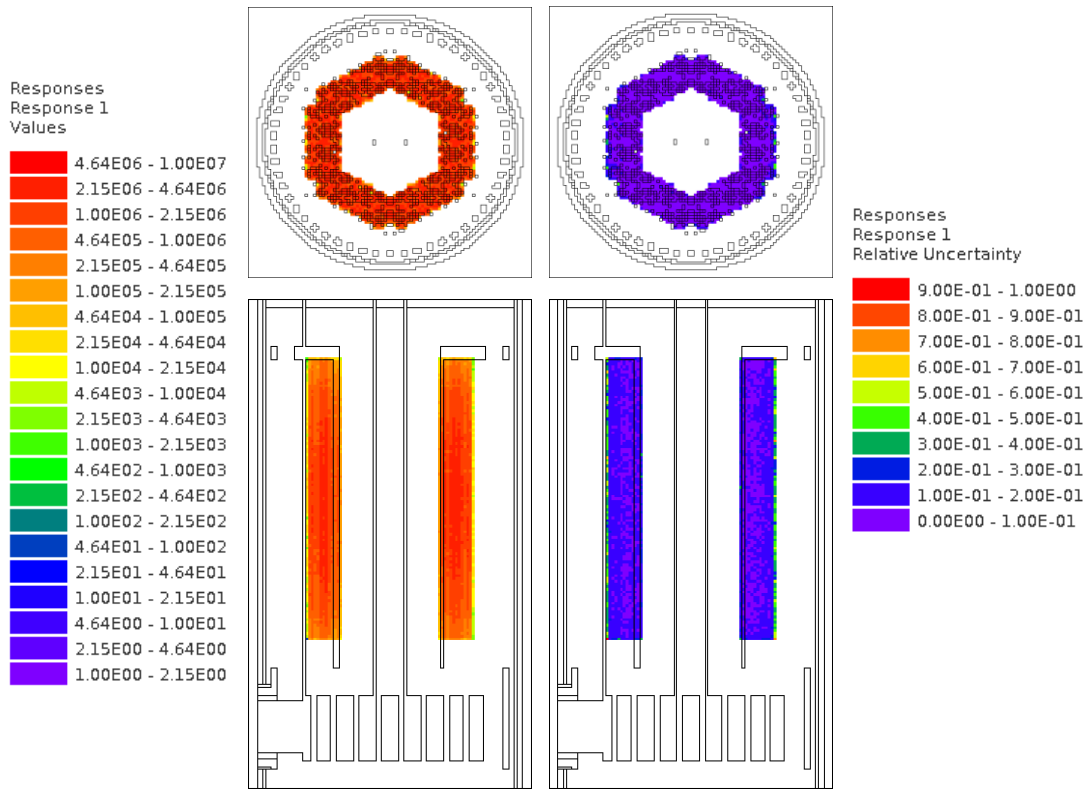 Responses
Response 1
Values
4.64E06 - 1.00E07
2.15E06 - 4.64E06
1.00E06 - 2.15E06
4.64E05 - 1.00E06
2.15E05 - 4.64E05
1.00E05 - 2.15E05
4.64E04 - 1.00E05
2.15E04 - 4.64E04
1.00E04 - 2.15E04
4.64E03 - 1.00E04
2.15E03 - 4.64E03
1.00E03 - 2.15E03
4.64E02 - 1.00E03
2.15E02 - 4.64E02
1.00E02 - 2.15E02
4.64E01 - 1.00E02
2.15E01 - 4.64E01
1.00E01 - 2.15E01
4.64E00 - 1.00E01
2.15E00 - 4.64E00
1.00E00 - 2.15E00
Responses
Response 1
Relative Uncertainty
9.00E-01 - 1.00E00
8.00E-01 - 9.00E-01
7.00E-01 - 8.00E-01
6.00E-01 - 7.00E-01
5.00E-01 - 6.00E-01
4.00E-01 - 5.00E-01
3.00E-01 - 4.00E-01
2.00E-01 - 3.00E-01
1.00E-01 - 2.00E-01
0.00E00 - 1.00E-01